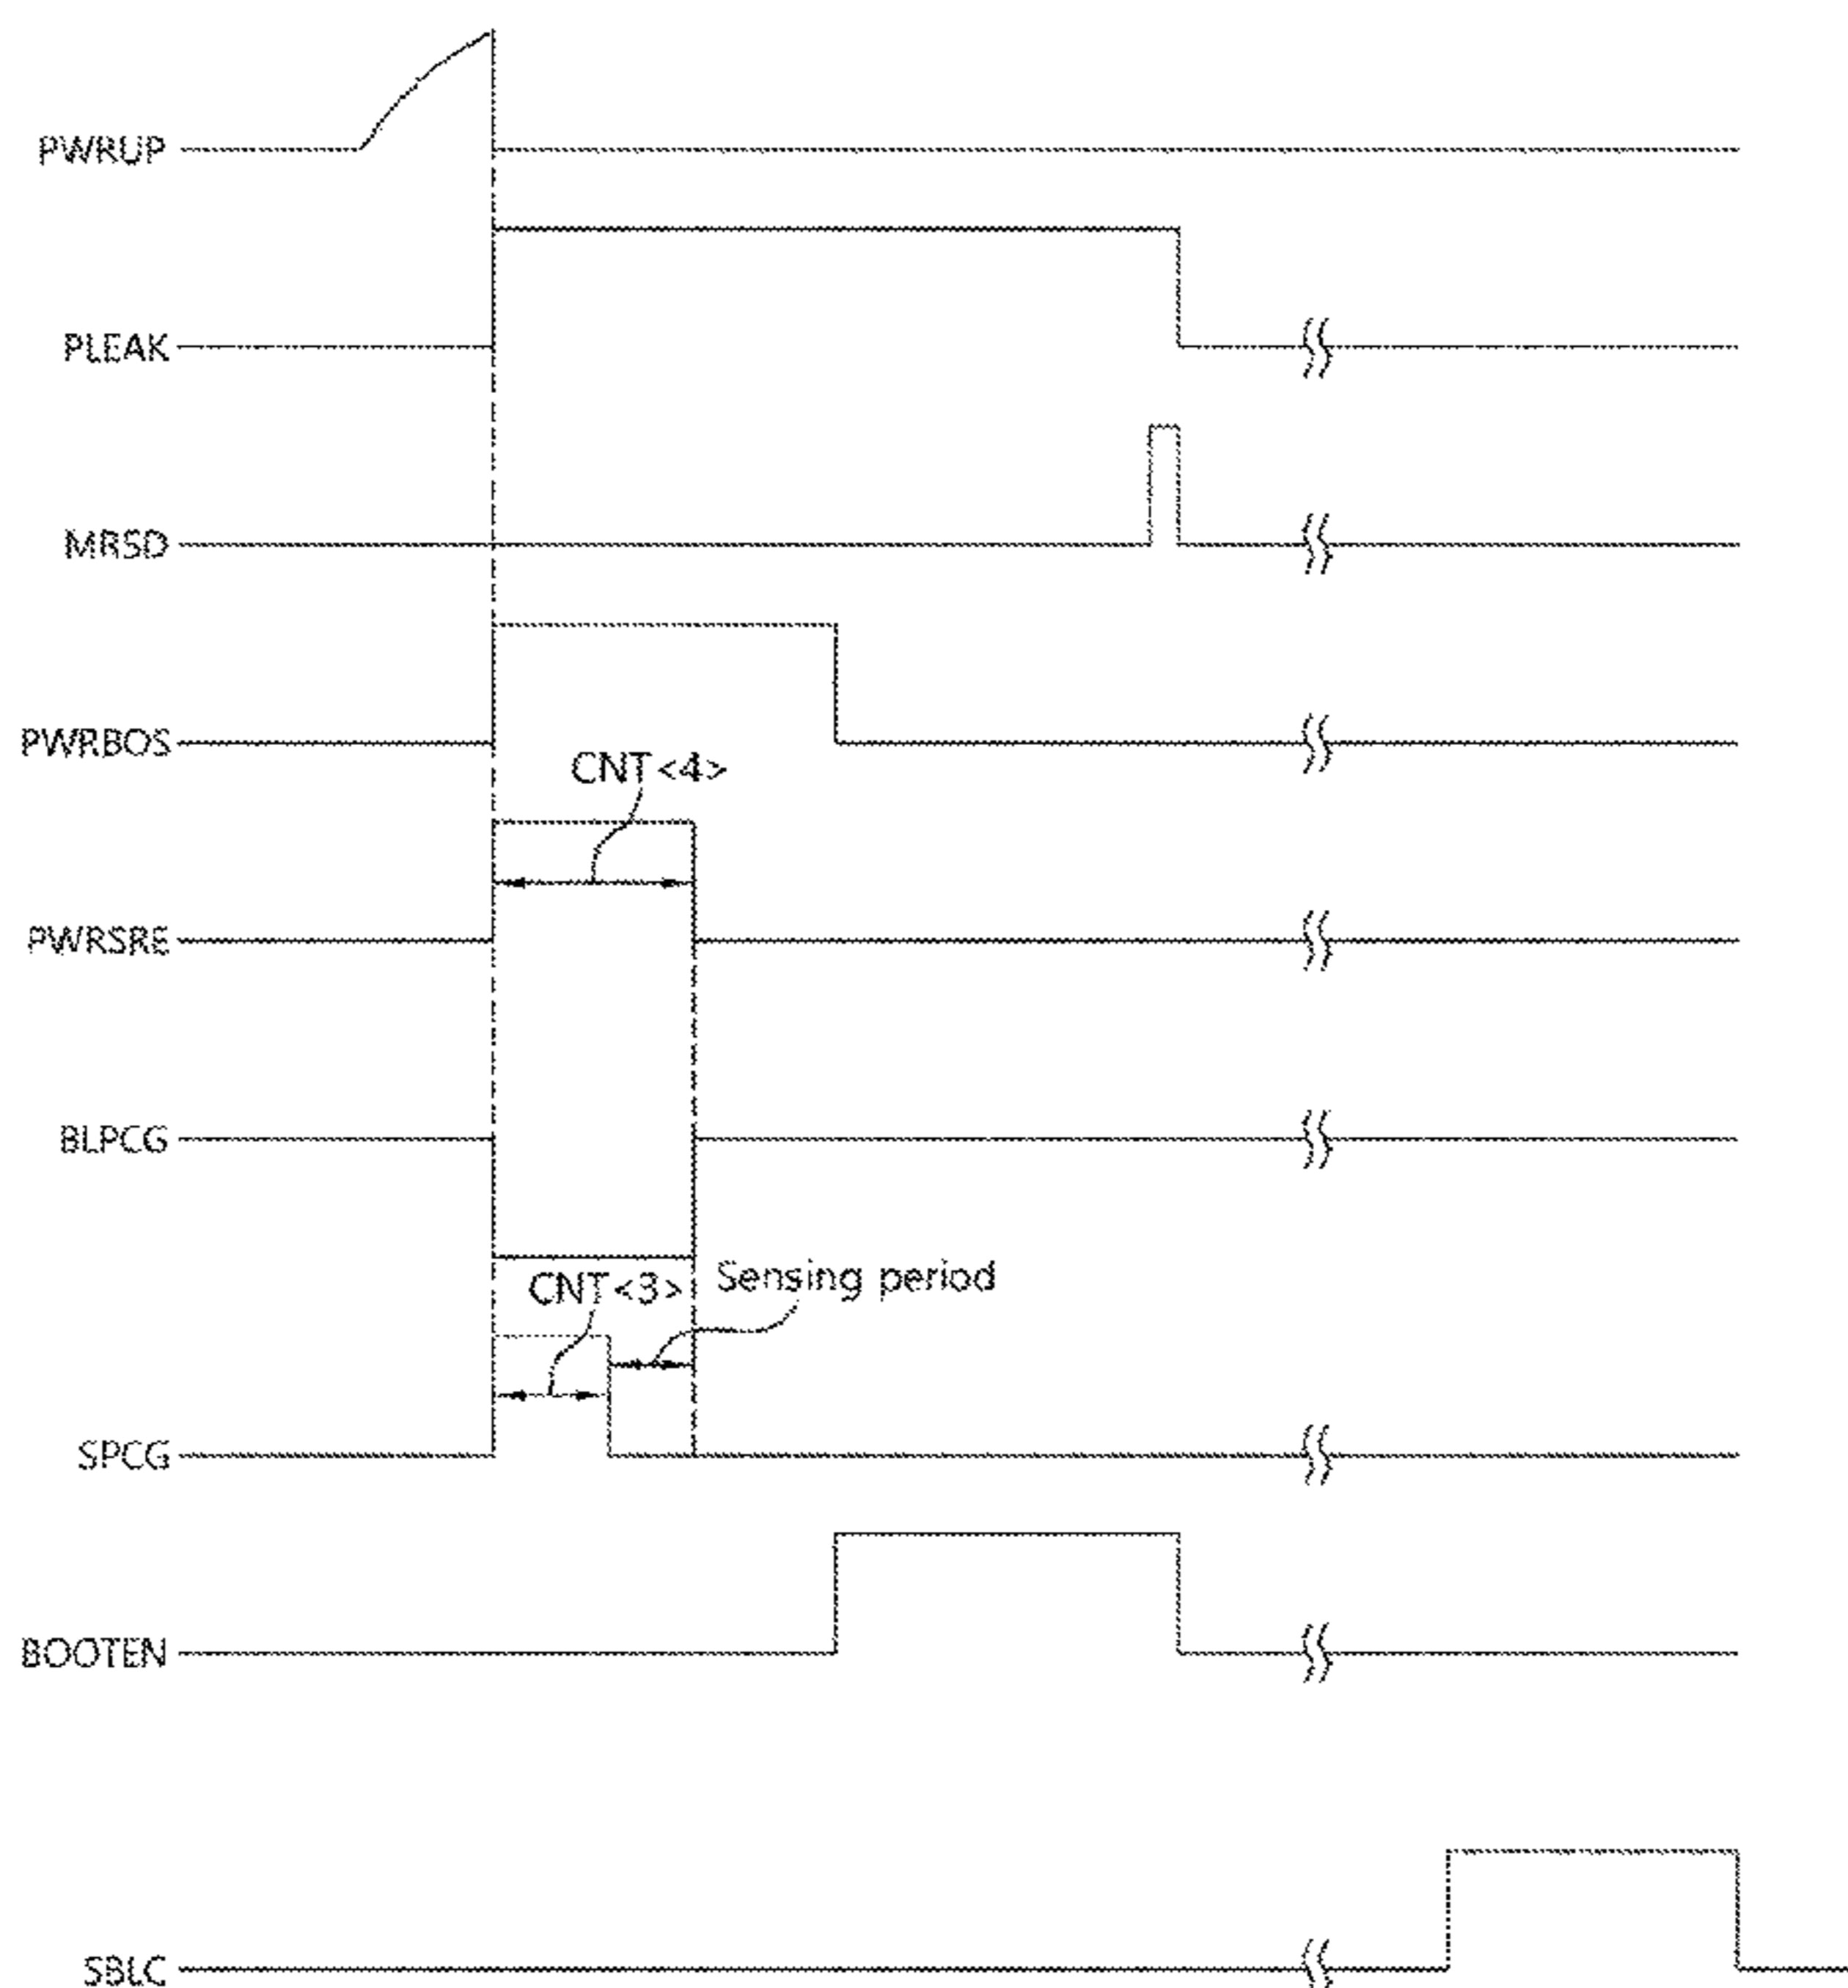 PWRUP
PLEAK
MRSD
PWRBOS
CNT<4>
PWRSRE
BLPCG
CNT<3>
Sensing period
SPCG
BOOTEN
SBLC